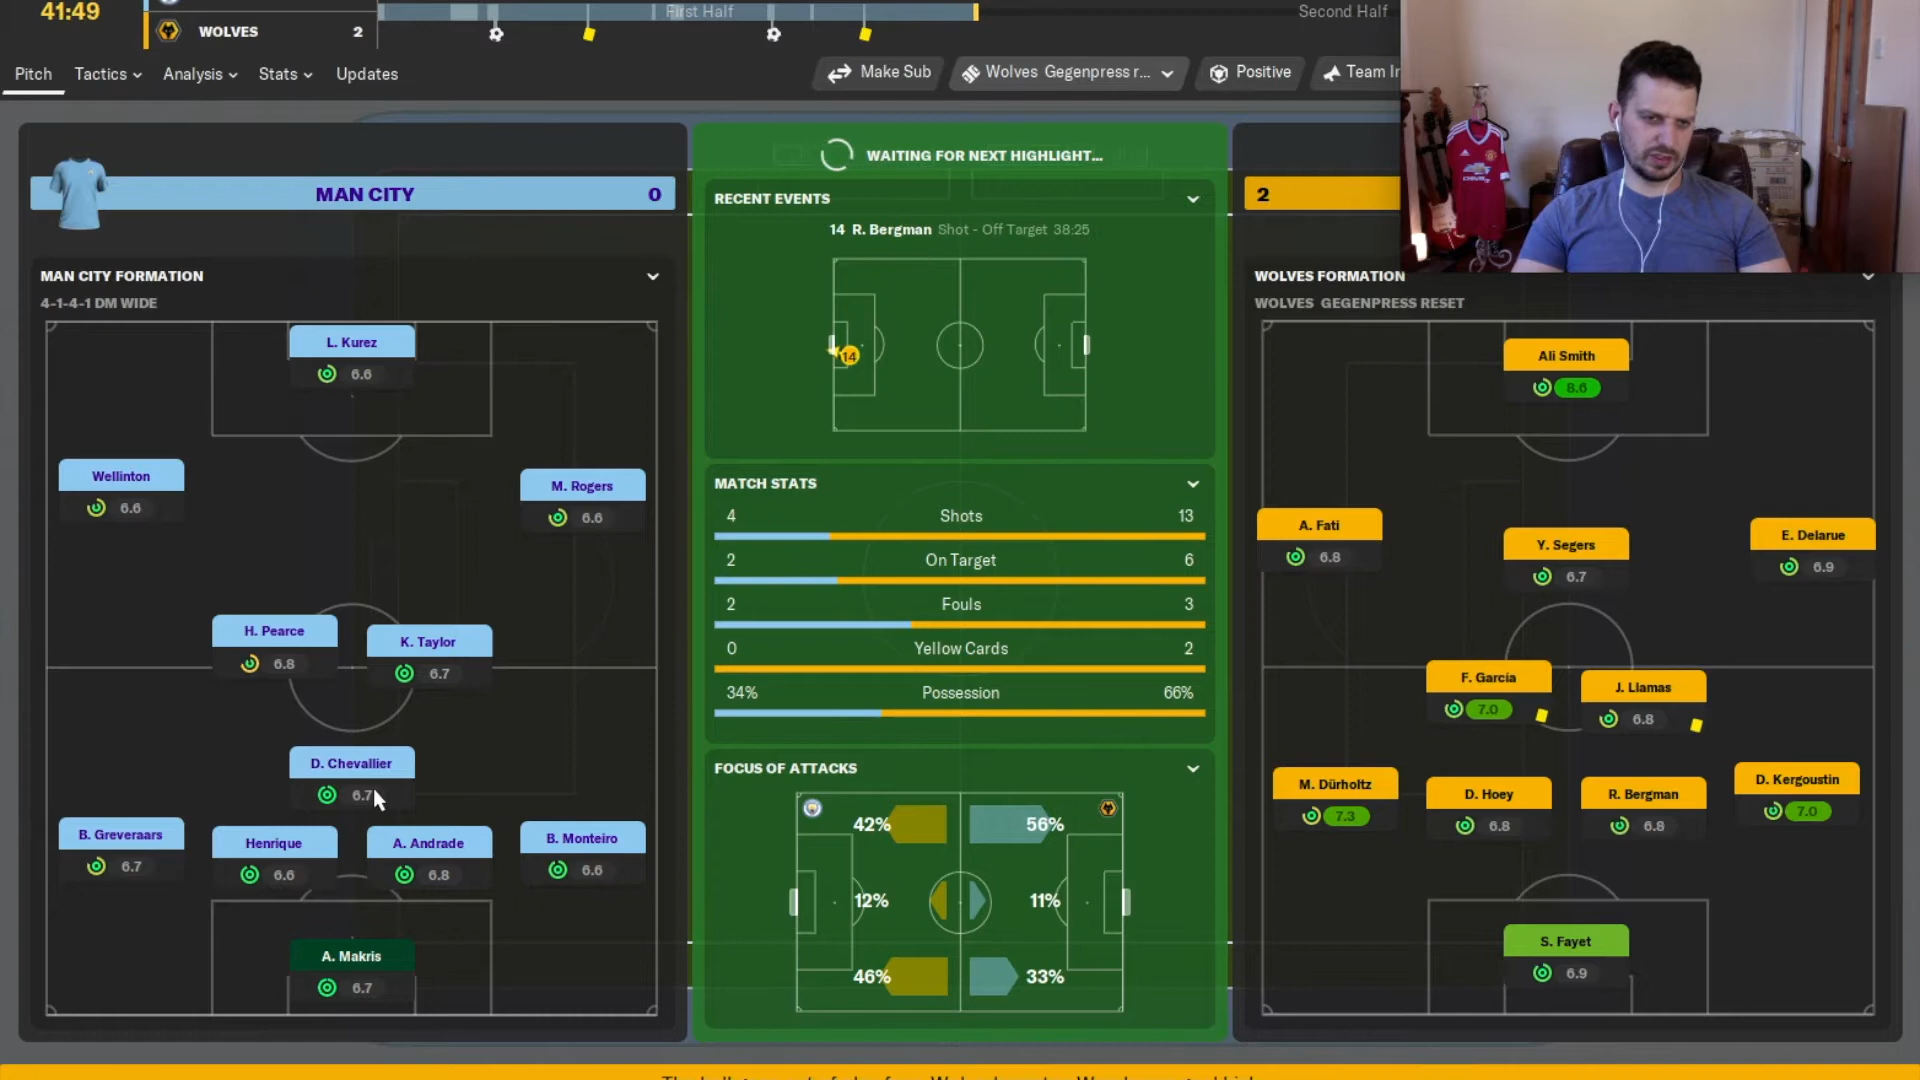 41:49
WOLVES 2
First Half
Second Half
Pitch Tactics Analysis Stats Updates
Make Sub
Wolves Gegenpress r...
Positive
Team In
MAN CITY 0
WAITING FOR NEXT HIGHLIGHT...
2
RECENT EVENTS
14 R. Bergman Shot - Off Target 38:25
14
MAN CITY FORMATION
4-1-4-1 DM WIDE
L. Kurez
6.6
Wellinton
6.6
M. Rogers
6.6
H. Pearce
6.8
K. Taylor
6.7
D. Chevallier
6.7
B. Greveraars
6.7
Henrique
6.6
A. Andrade
6.8
B. Monteiro
6.6
A. Makris
6.7
MATCH STATS
4 Shots 13
2 On Target 6
2 Fouls 3
0 Yellow Cards 2
34% Possession 66%
FOCUS OF ATTACKS
42% 56%
12% 11%
46% 33%
WOLVES FORMATION
WOLVES GEGENPRESS RESET
Ali Smith
8.6
A. Fati
6.8
Y. Segers
6.7
E. Delarue
6.9
F. García
7.0
J. Llamas
6.8
M. Dürholtz
7.3
D. Hoey
6.8
R. Bergman
6.8
D. Kergoustin
7.0
S. Fayet
6.9